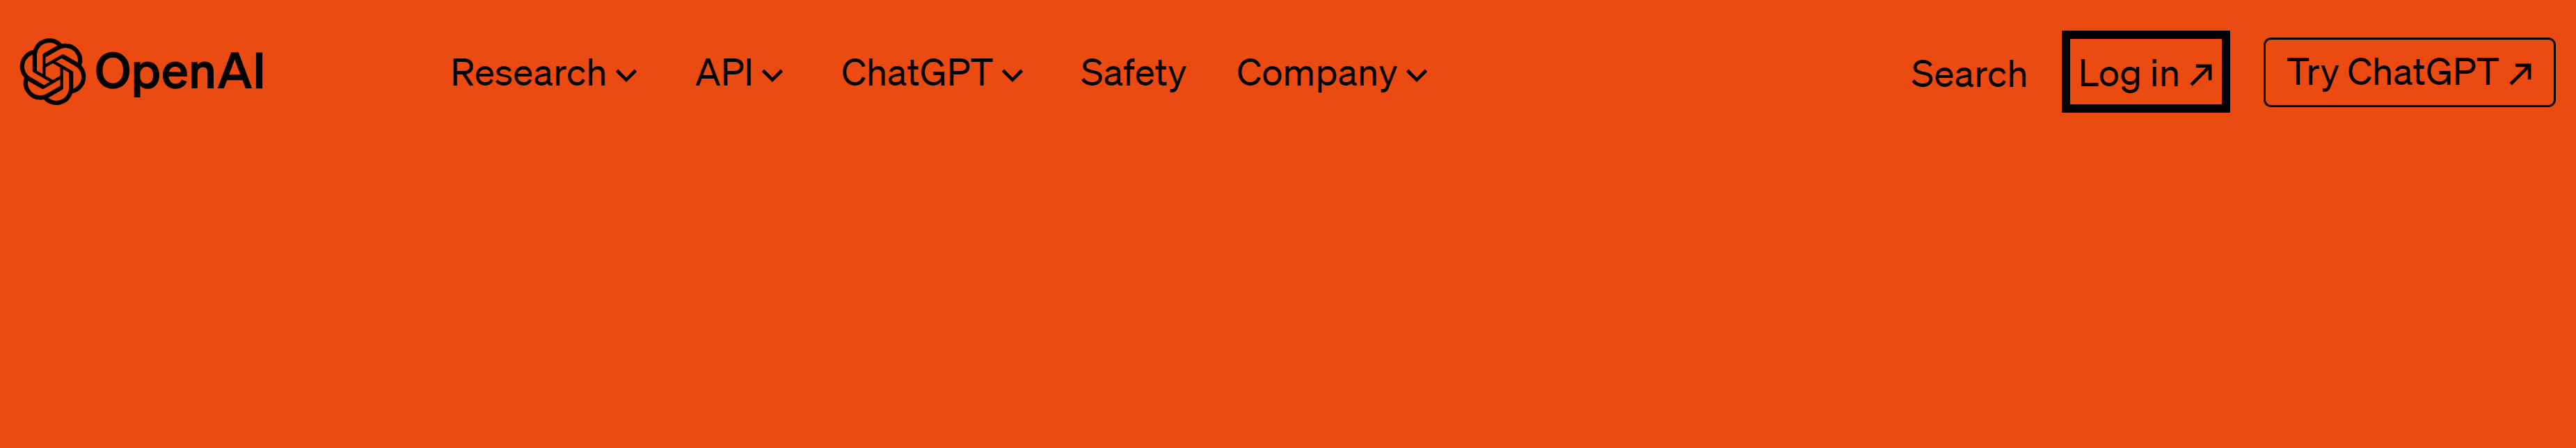 OpenAI Research API ChatGPT Safety Company Search Log in ↗ Try ChatGPT ↗